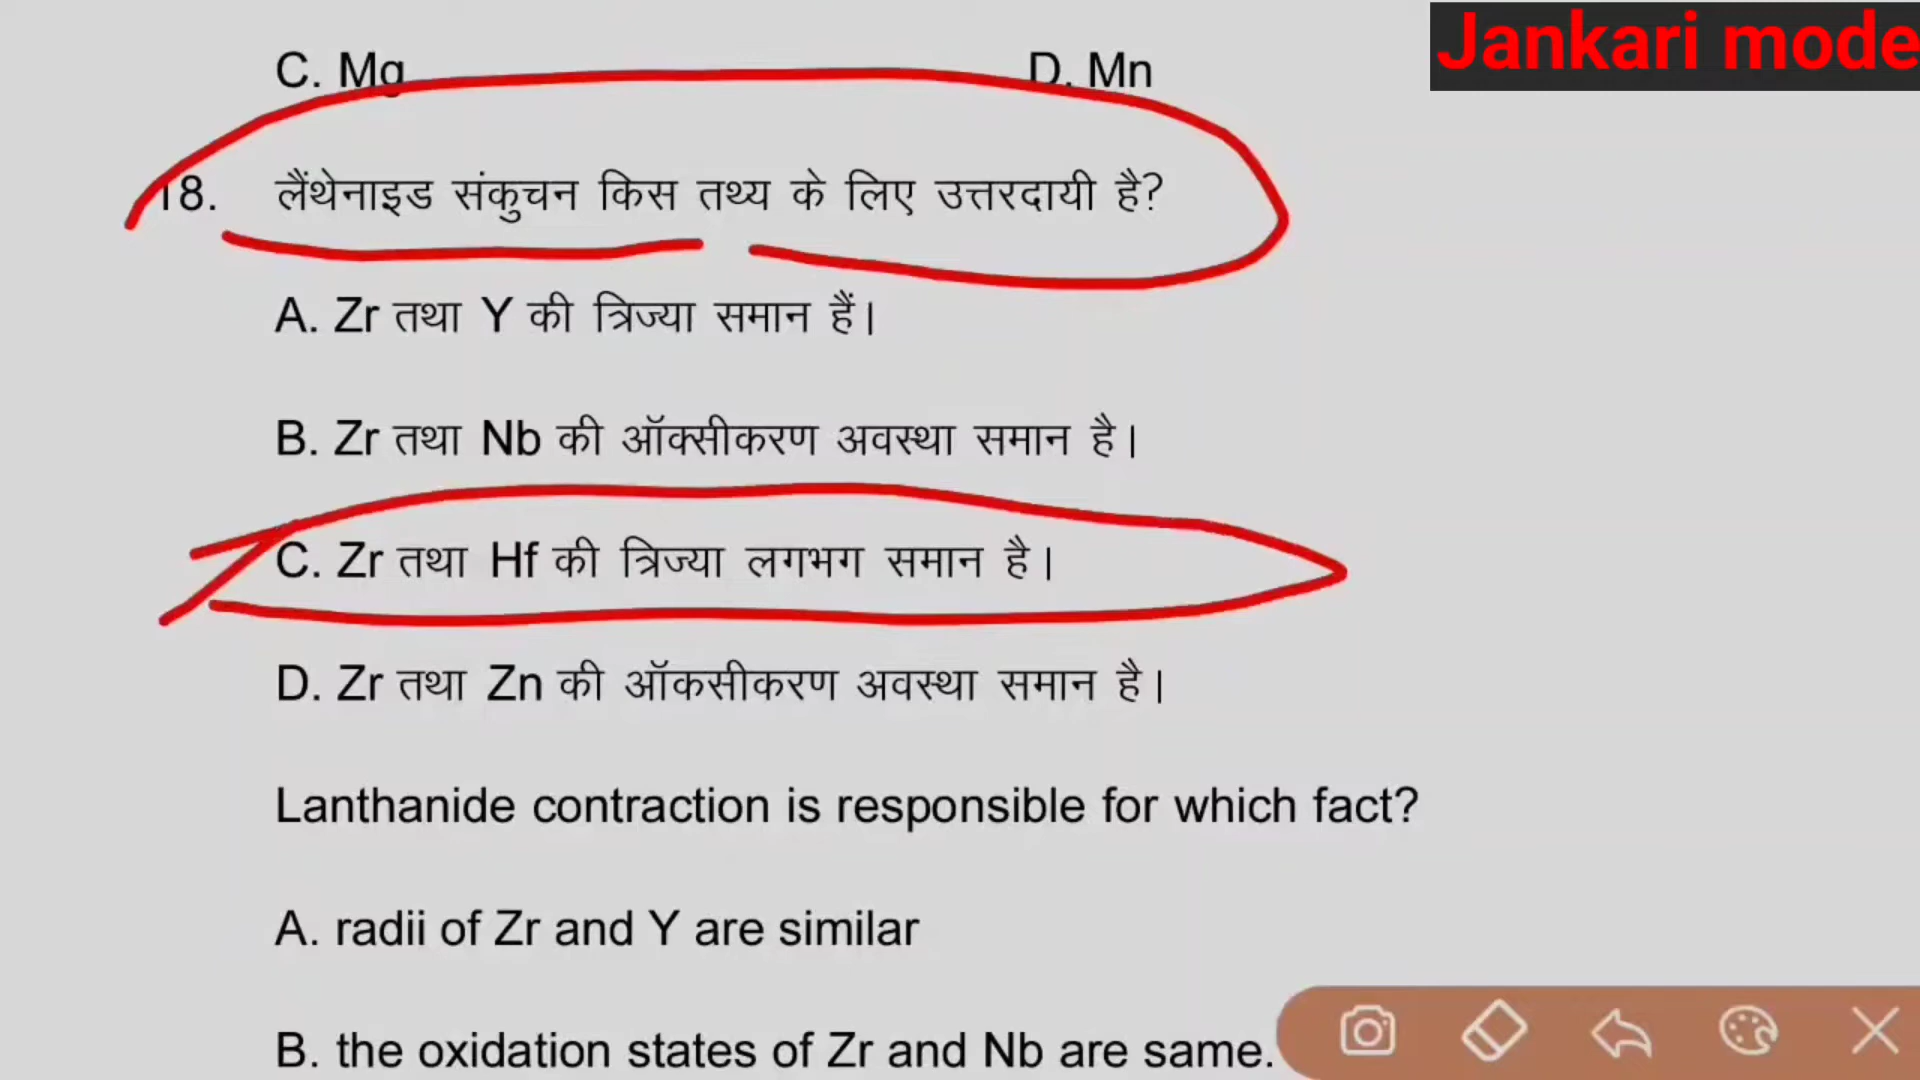 Jankari mode
C. Mg D. Mn
18. लैंथेनाइड संकुचन किस तथ्य के लिए उत्तरदायी है?
A. Zr तथा Y की त्रिज्या समान हैं।
B. Zr तथा Nb की ऑक्सीकरण अवस्था समान है।
C. Zr तथा Hf की त्रिज्या लगभग समान है।
D. Zr तथा Zn की ऑकसीकरण अवस्था समान है।
Lanthanide contraction is responsible for which fact?
A. radii of Zr and Y are similar
B. the oxidation states of Zr and Nb are same.